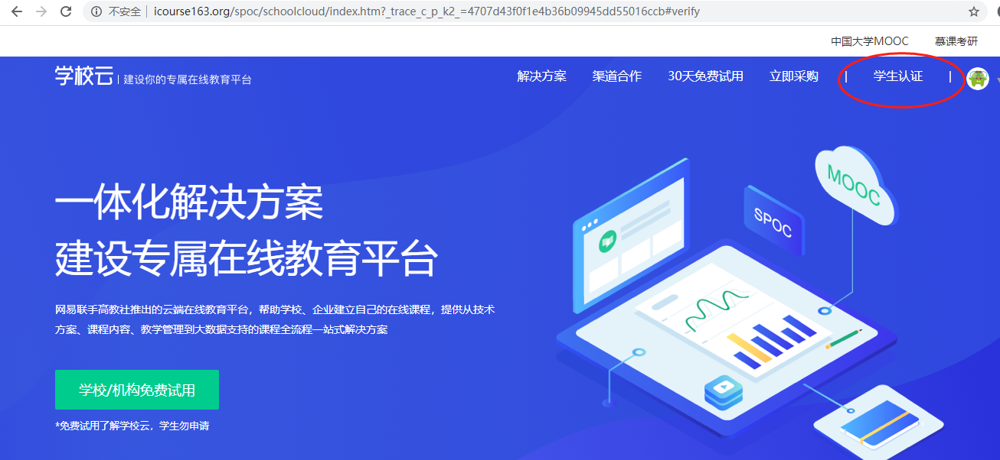 不安全 | icourse163.org/spoc/schoolcloud/index.htm?_trace_c_p_k2_=4707d43f0f1e4b36b09945dd55016ccb#verify
中国大学MOOC 慕课考研
学校云 | 建设你的专属在线教育平台 解决方案 渠道合作 30天免费试用 立即采购 | 学生认证 |
MOOC
SPOC
一体化解决方案
建设专属在线教育平台
网易联手高教社推出的云端在线教育平台，帮助学校、企业建立自己的在线课程，提供从技术
方案、课程内容、教学管理到大数据支持的课程全流程一站式解决方案
学校/机构免费试用
*免费试用了解学校云，学生勿申请